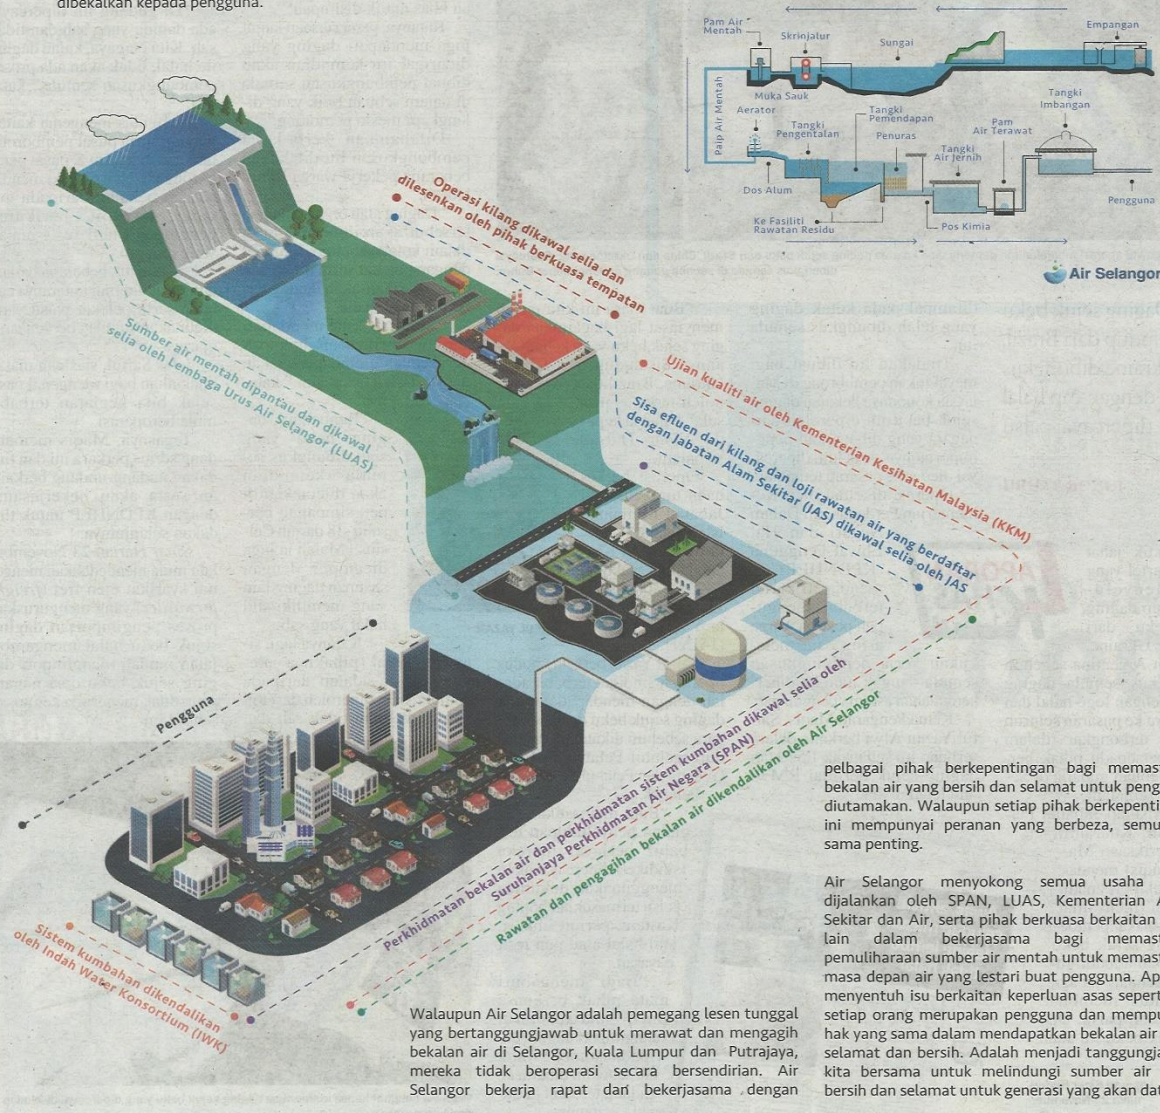 dibekalkan kepada pengguna.
Pam Air
Mentah
Skrinjalur
Sungai
Empangan
Paip Air Mentah
Muka Sauk
Aerator
Tangki
Pengentalan
Tangki
Pemendapan
Penuras
Tangki
Imbangan
Pam
Air Terawat
Tangki
Air Jernih
Dos Alum
Ke Fasiliti
Rawatan Residu
Pos Kimia
Pengguna
Air Selangor
Operasi kilang dikawal selia dan
dilesenkan oleh pihak berkuasa tempatan
Sumber air mentah dipantau dan dikawal
selia oleh Lembaga Urus Air Selangor (LUAS)
Ujian kualiti air oleh Kementerian Kesihatan Malaysia (KKM)
Sisa efluen dari kilang dan loji rawatan air yang berdaftar
dengan Jabatan Alam Sekitar (JAS) dikawal selia oleh JAS
Pengguna
Perkhidmatan bekalan air dan perkhidmatan sistem kumbahan dikawal selia oleh
Suruhanjaya Perkhidmatan Air Negara (SPAN)
Rawatan dan pengagihan bekalan air dikendalikan oleh Air Selangor
Sistem kumbahan dikendalikan
oleh Indah Water Konsortium (IWK)
Walaupun Air Selangor adalah pemegang lesen tunggal
yang bertanggungjawab untuk merawat dan mengagih
bekalan air di Selangor, Kuala Lumpur dan Putrajaya,
mereka tidak beroperasi secara bersendirian. Air
Selangor bekerja rapat dan bekerjasama dengan
pelbagai pihak berkepentingan bagi memast
bekalan air yang bersih dan selamat untuk peng
diutamakan. Walaupun setiap pihak berkepenti
ini mempunyai peranan yang berbeza, semu
sama penting.
Air Selangor menyokong semua usaha
dijalankan oleh SPAN, LUAS, Kementerian A
Sekitar dan Air, serta pihak berkuasa berkaitan
lain dalam bekerjasama bagi memast
pemuliharaan sumber air mentah untuk memast
masa depan air yang lestari buat pengguna. Ap
menyentuh isu berkaitan keperluan asas sepert
setiap orang merupakan pengguna dan mempu
hak yang sama dalam mendapatkan bekalan air
selamat dan bersih. Adalah menjadi tanggungja
kita bersama untuk melindungi sumber air
bersih dan selamat untuk generasi yang akan dat